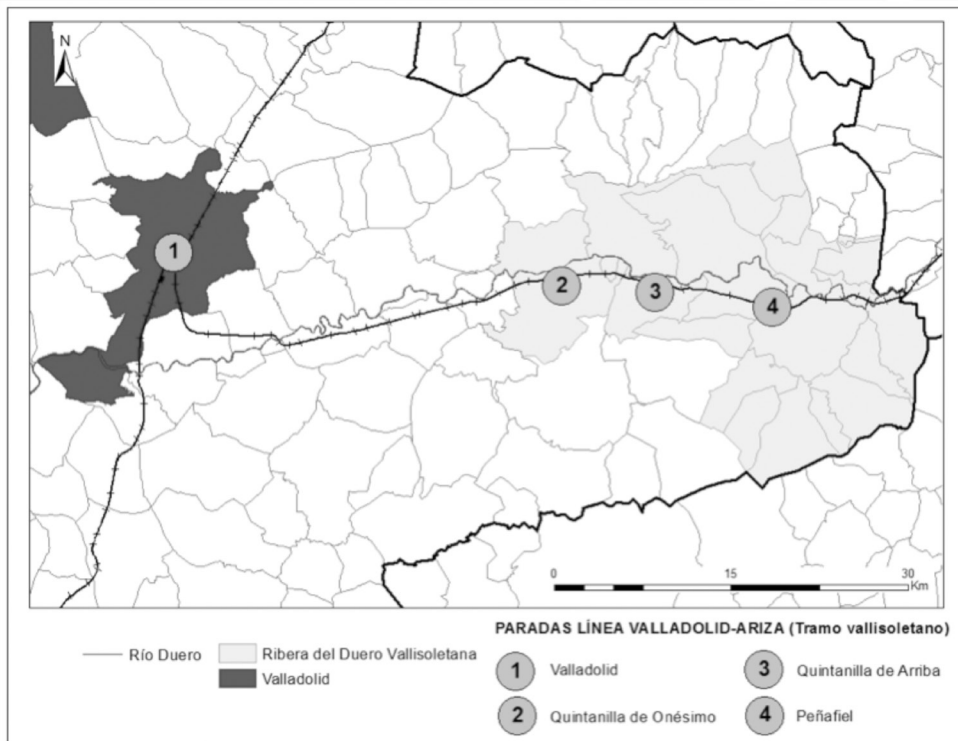 N
1
2
3
4
0 15 30
Km
PARADAS LÍNEA VALLADOLID-ARIZA (Tramo vallisoletano)
Río Duero
Ribera del Duero Vallisoletana
Valladolid
1 Valladolid
3 Quintanilla de Arriba
2 Quintanilla de Onésimo
4 Peñafiel